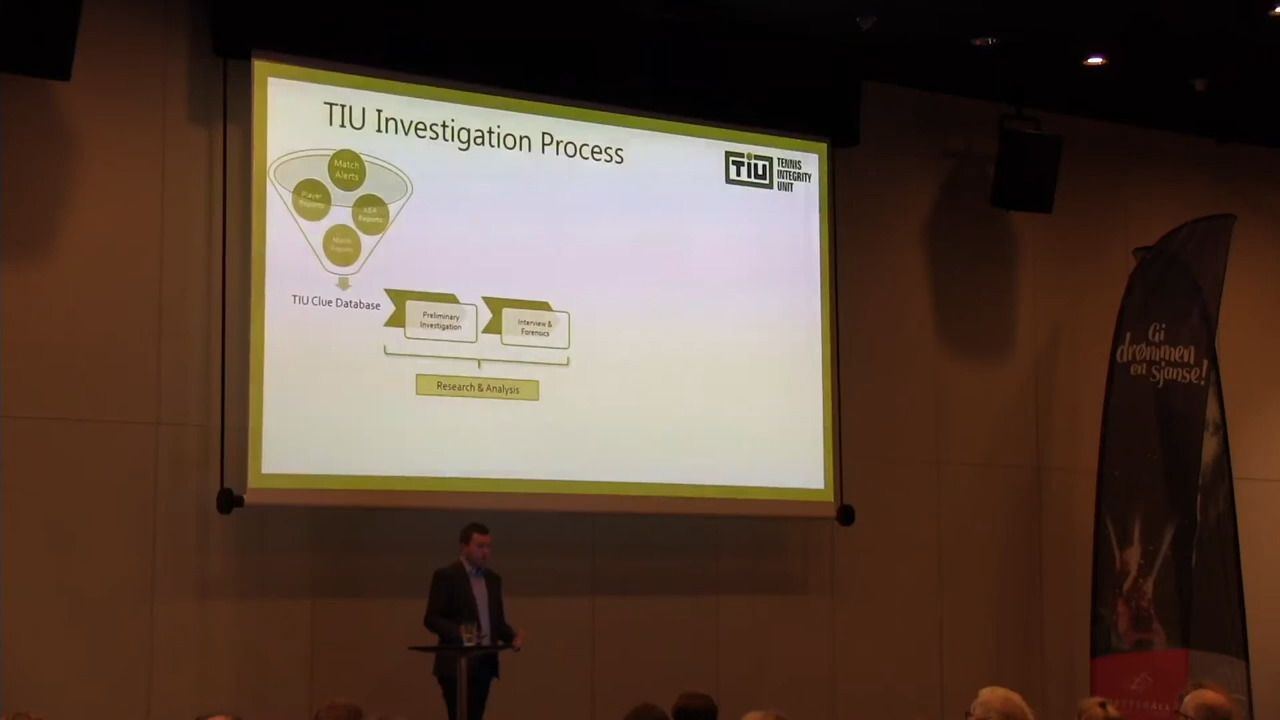 TIU Investigation Process
TIU
TENNIS
INTEGRITY
UNIT
Match
Alerts
Player
Reports
Reports
Match
TIU Clue Database
Preliminary
Investigation
Interview &
Forensics
Research & Analysis
Gi
drømmen
en sjanse!